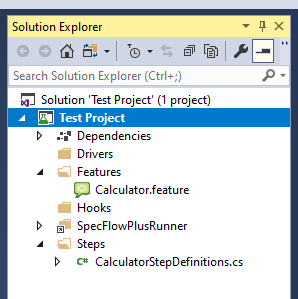 Solution Explorer
Search Solution Explorer (Ctrl+;)
Solution 'Test Project' (1 project)
Test Project
Dependencies
Drivers
Features
Calculator.feature
Hooks
SpecFlowPlusRunner
Steps
C# CalculatorStepDefinitions.cs